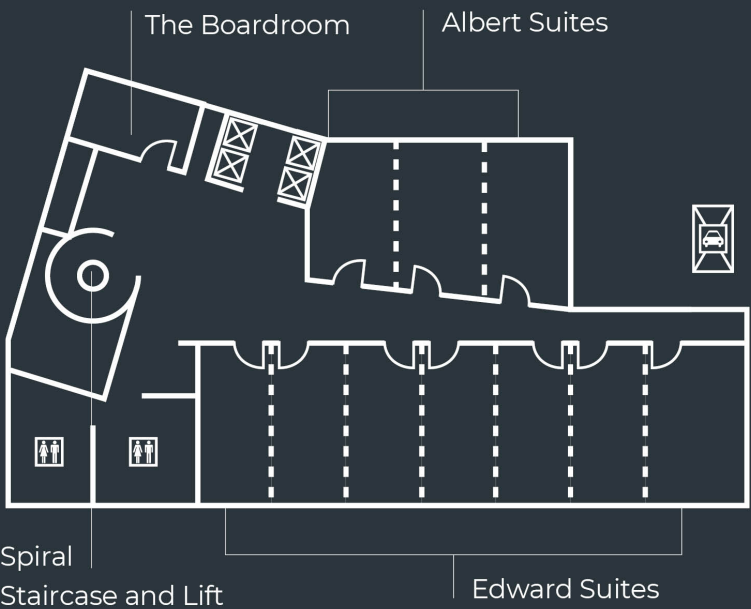 The Boardroom
Albert Suites
Spiral
Staircase and Lift
Edward Suites